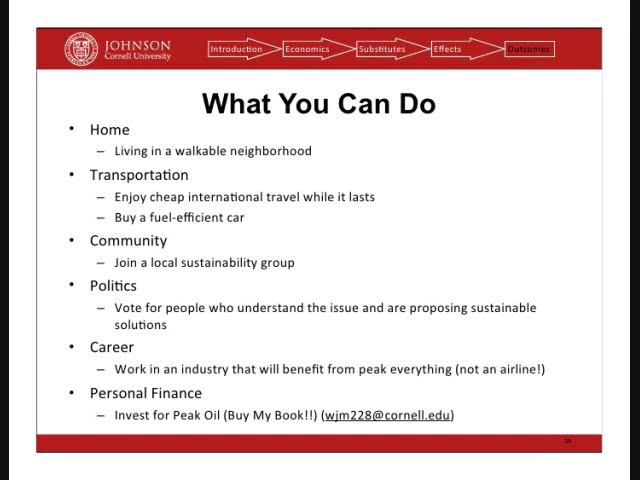 JOHNSON
Cornell University
Introduction
Economics
Substitutes
Effects
Outcomes
What You Can Do
• Home
– Living in a walkable neighborhood
• Transportation
– Enjoy cheap international travel while it lasts
– Buy a fuel-efficient car
• Community
– Join a local sustainability group
• Politics
– Vote for people who understand the issue and are proposing sustainable
solutions
• Career
– Work in an industry that will benefit from peak everything (not an airline!)
• Personal Finance
– Invest for Peak Oil (Buy My Book!!) (wjm228@cornell.edu)